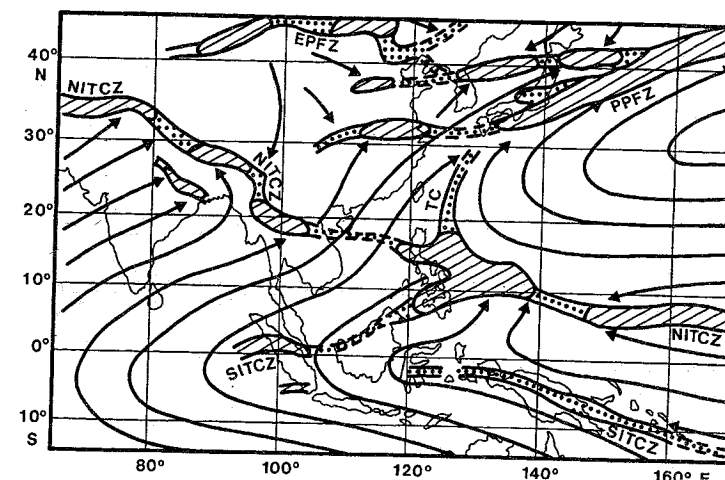 EPFZ
40°
N
NITCZ
PPFZ
30°
NITCZ
TC
20°
10°
NITCZ
0°
SITCZ
10°
S
SITCZ
80° 100° 120° 140° 160° E